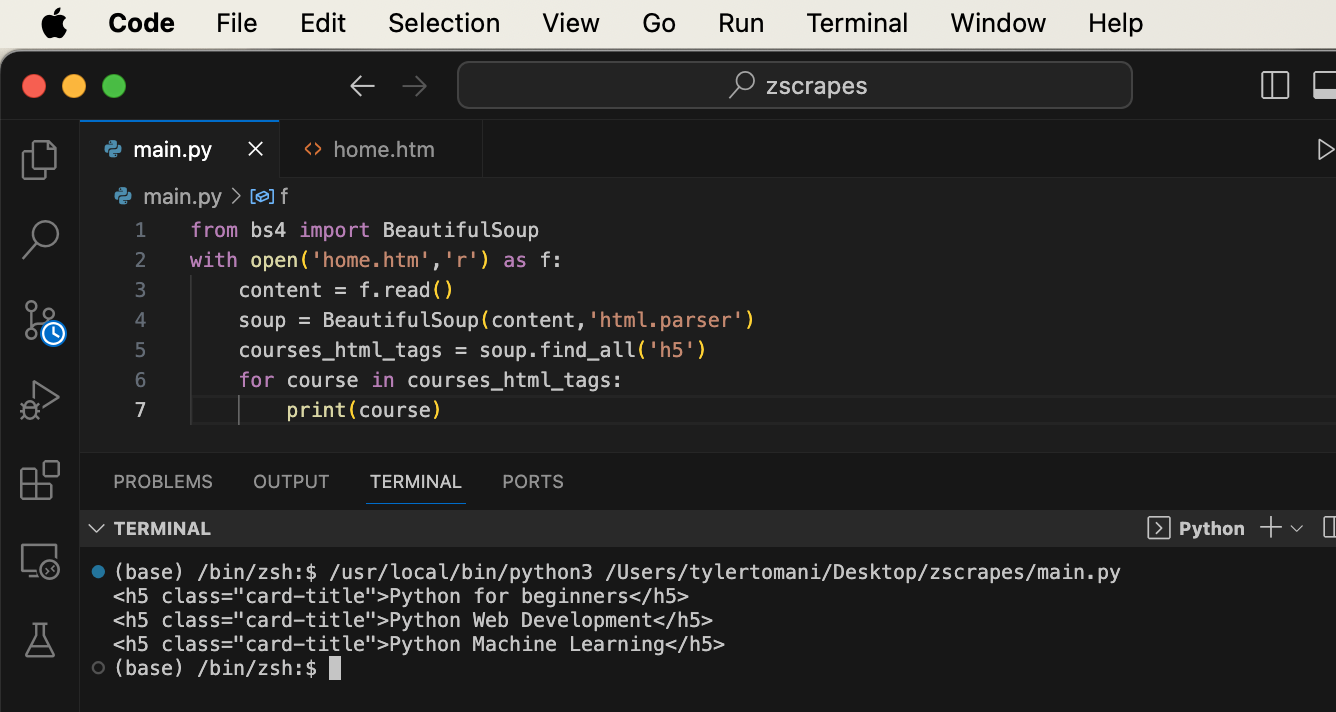 Code File Edit Selection View Go Run Terminal Window Help
zscrapes
main.py home.htm
main.py f
1 from bs4 import BeautifulSoup
2 with open('home.htm','r') as f:
3 content = f.read()
4 soup = BeautifulSoup(content,'html.parser')
5 courses_html_tags = soup.find_all('h5')
6 for course in courses_html_tags:
7 print(course)
PROBLEMS OUTPUT TERMINAL PORTS
TERMINAL Python
(base) /bin/zsh:$ /usr/local/bin/python3 /Users/tylertomani/Desktop/zscrapes/main.py
<h5 class="card-title">Python for beginners</h5>
<h5 class="card-title">Python Web Development</h5>
<h5 class="card-title">Python Machine Learning</h5>
(base) /bin/zsh:$